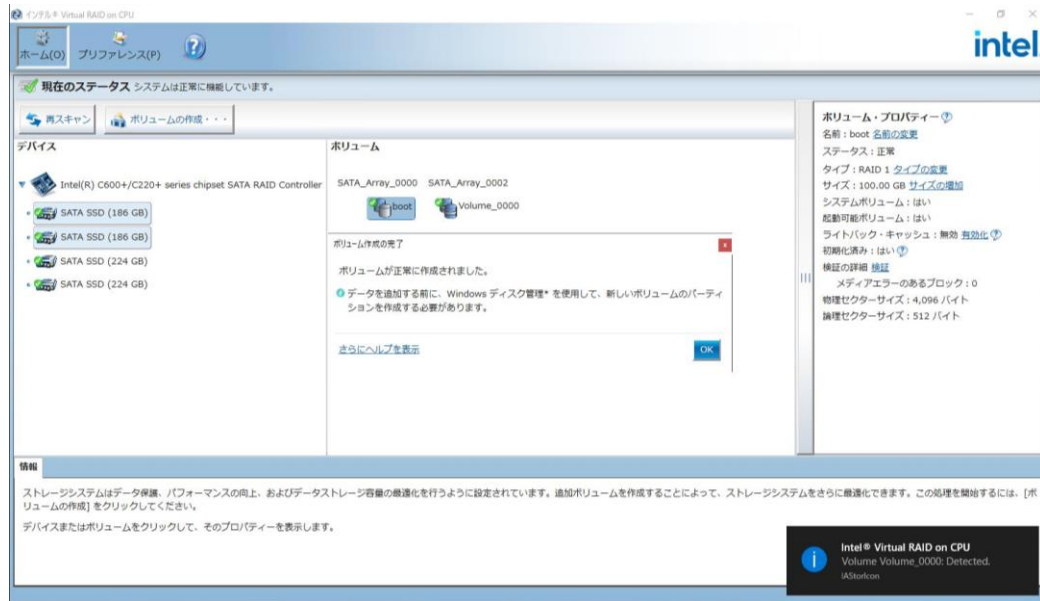 インテル® Virtual RAID on CPU
ホーム(O)
プリファレンス(P)
intel
現在のステータス システムは正常に機能しています。
再スキャン
ボリュームの作成・・・
デバイス
Intel(R) C600+/C220+ series chipset SATA RAID Controller
SATA SSD (186 GB)
SATA SSD (186 GB)
SATA SSD (224 GB)
SATA SSD (224 GB)
ボリューム
SATA_Array_0000 SATA_Array_0002
boot Volume_0000
ボリューム作成の完了
ボリュームが正常に作成されました。
データを追加する前に、Windows ディスク管理* を使用して、新しいボリュームのパーティ
ションを作成する必要があります。
さらにヘルプを表示
OK
ボリューム・プロパティー
名前：boot 名前の変更
ステータス：正常
タイプ：RAID 1 タイプの変更
サイズ：100.00 GB サイズの増加
システムボリューム：はい
起動可能ボリューム：はい
ライトバック・キャッシュ：無効 有効化
初期化済み：はい
検証の詳細 検証
メディアエラーのあるブロック：0
物理セクターサイズ：4,096 バイト
論理セクターサイズ：512 バイト
情報
ストレージシステムはデータ保護、パフォーマンスの向上、およびデータストレージ容量の最適化を行うように設定されています。追加ボリュームを作成することによって、ストレージシステムをさらに最適化できます。この処理を開始するには、[ボ
リュームの作成] をクリックしてください。
デバイスまたはボリュームをクリックして、そのプロパティーを表示します。
Intel® Virtual RAID on CPU
Volume Volume_0000: Detected.
IAStorIcon